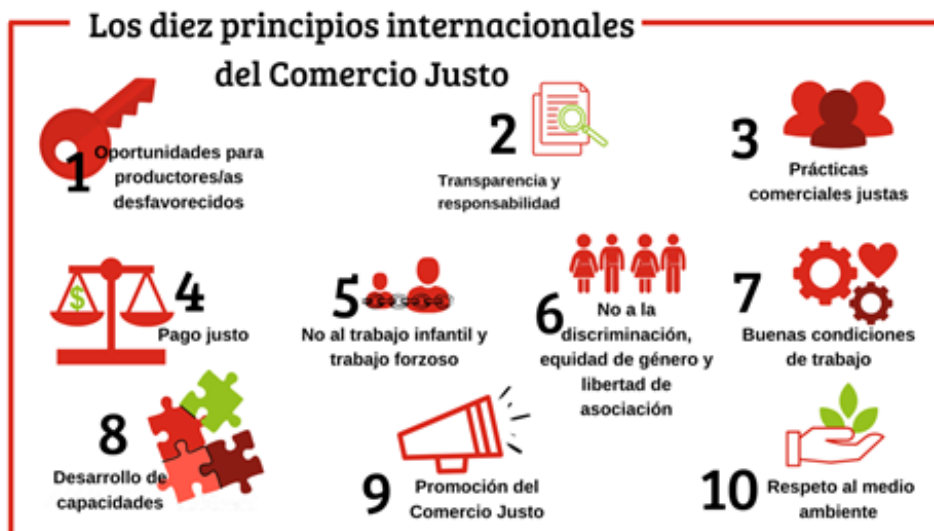 Los diez principios internacionales
del Comercio Justo
1
Oportunidades para
productores/as
desfavorecidos
2
Transparencia y
responsabilidad
3
Prácticas
comerciales justas
$
4
Pago justo
5
No al trabajo infantil y
trabajo forzoso
6
No a la
discriminación,
equidad de género y
libertad de
asociación
7
Buenas condiciones
de trabajo
8
Desarrollo de
capacidades
9
Promoción del
Comercio Justo
10
Respeto al medio
ambiente